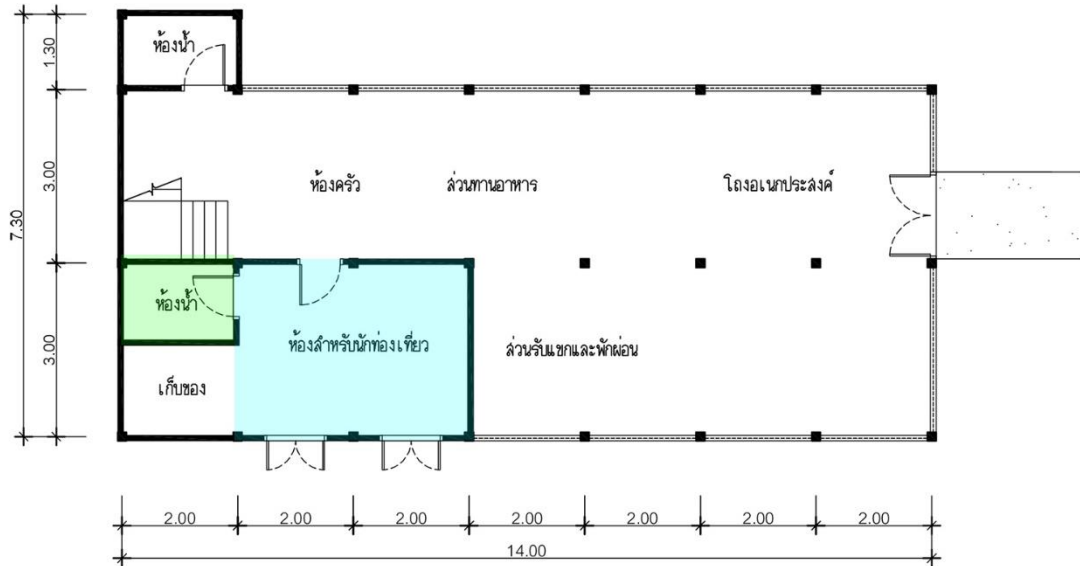 ห้องน้ำ
1.30
3.00
7.30
3.00
ห้องครัว
ส่วนทานอาหาร
โถงอเนกประสงค์
ห้องน้ำ
ห้องสำหรับนักท่องเที่ยว
ส่วนรับแขกและพักผ่อน
เก็บของ
2.00 2.00 2.00 2.00 2.00 2.00 2.00
14.00